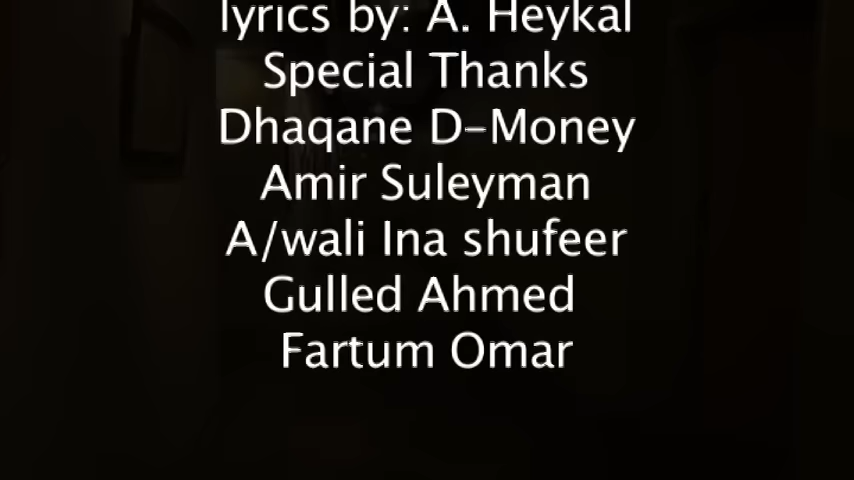 lyrics by: A. Heykal
Special Thanks
Dhaqane D-Money
Amir Suleyman
A/wali Ina shufeer
Gulled Ahmed
Fartum Omar